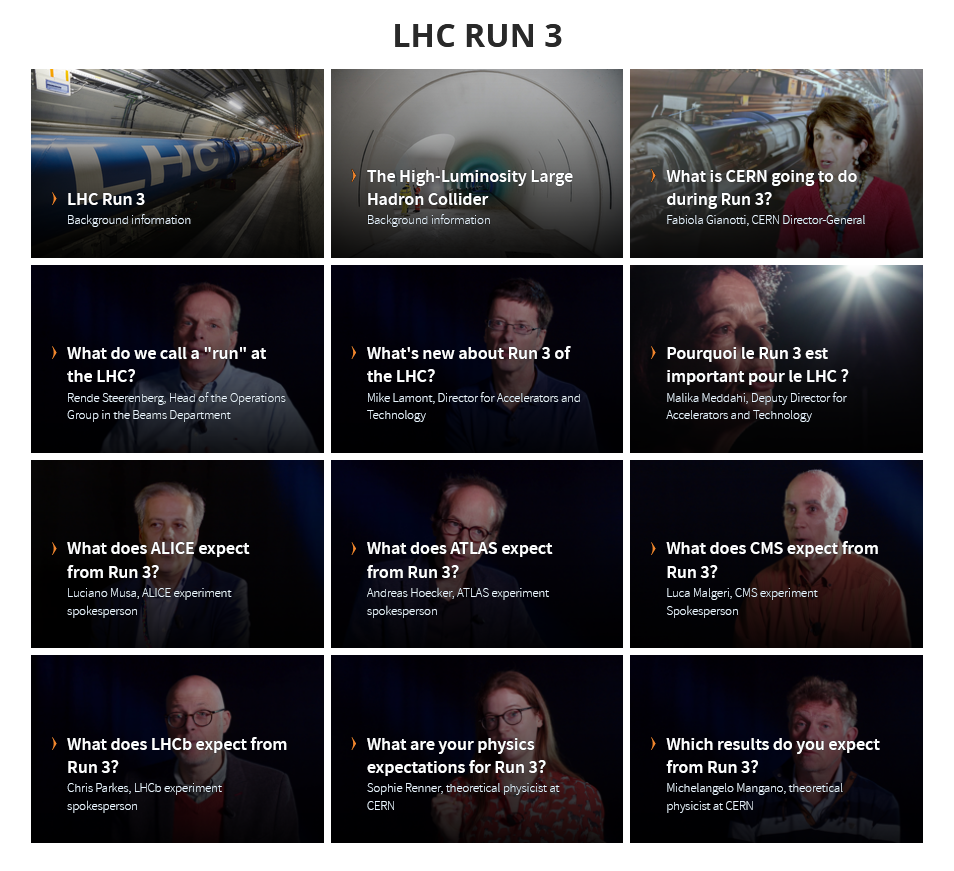 LHC RUN 3
LHC
LHC Run 3
Background information
The High-Luminosity Large
Hadron Collider
Background information
What is CERN going to do
during Run 3?
Fabiola Gianotti, CERN Director-General
What do we call a "run" at
the LHC?
Rende Steerenberg, Head of the Operations
Group in the Beams Department
What's new about Run 3 of
the LHC?
Mike Lamont, Director for Accelerators and
Technology
Pourquoi le Run 3 est
important pour le LHC ?
Malika Meddahi, Deputy Director for
Accelerators and Technology
What does ALICE expect
from Run 3?
Luciano Musa, ALICE experiment
spokesperson
What does ATLAS expect
from Run 3?
Andreas Hoecker, ATLAS experiment
spokesperson
What does CMS expect from
Run 3?
Luca Malgeri, CMS experiment
Spokesperson
What does LHCb expect from
Run 3?
Chris Parkes, LHCb experiment
spokesperson
What are your physics
expectations for Run 3?
Sophie Renner, theoretical physicist at
CERN
Which results do you expect
from Run 3?
Michelangelo Mangano, theoretical
physicist at CERN